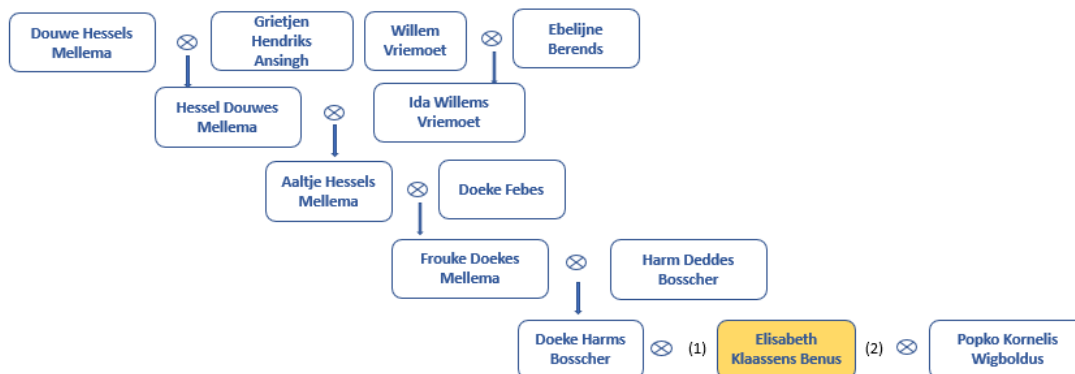 Douwe Hessels
Mellema
Grietjen
Hendriks
Ansingh
Willem
Vriemoet
Ebelijne
Berends
Hessel Douwes
Mellema
Ida Willems
Vriemoet
Aaltje Hessels
Mellema
Doeke Febes
Frouke Doekes
Mellema
Harm Deddes
Bosscher
Doeke Harms
Bosscher
(1)
Elisabeth
Klaassens Benus
(2)
Popko Kornelis
Wigboldus